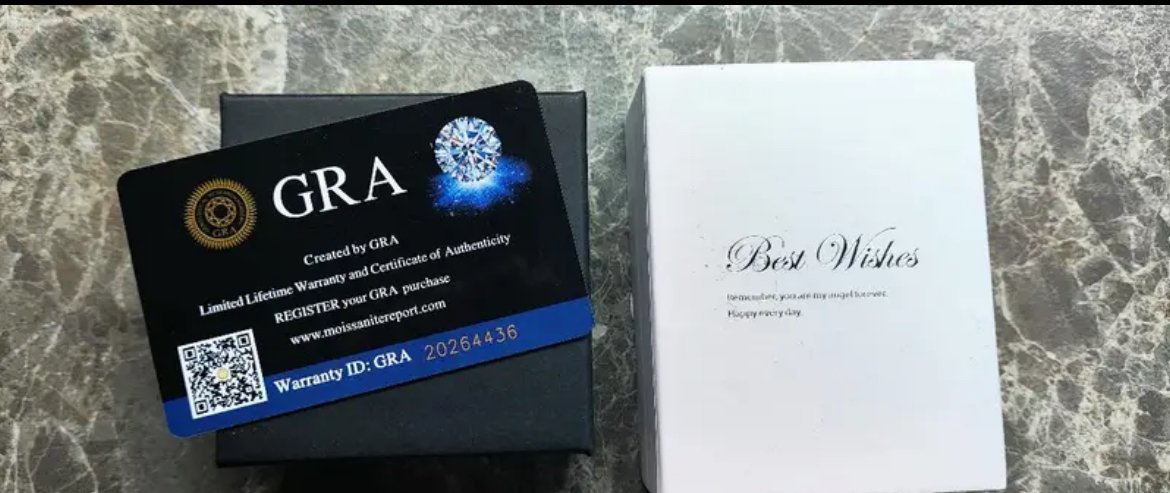 GRA
GRA
Created by GRA
Limited Lifetime Warranty and Certificate of Authenticity
REGISTER your GRA purchase
www.moissanitereport.com
Warranty ID: GRA 20264436
Best Wishes
Remember, you are my angel forever.
Happy every day.